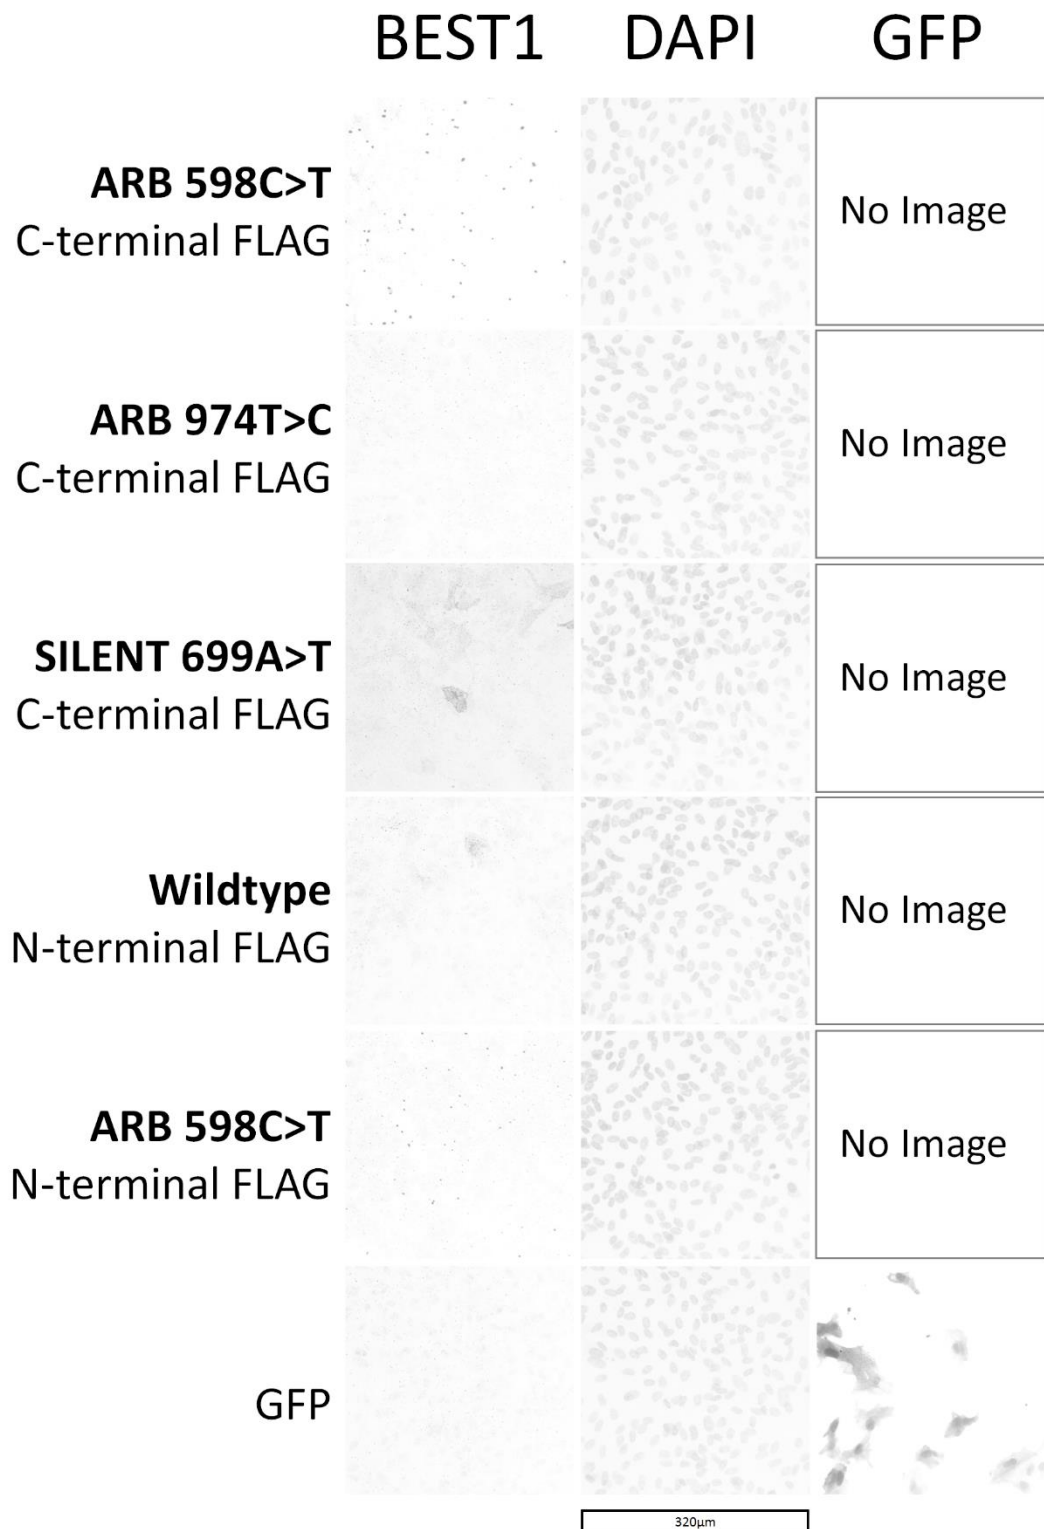 BEST1 DAPI GFP
ARB 598C>T
C-terminal FLAG
No Image
ARB 974T>C
C-terminal FLAG
No Image
SILENT 699A>T
C-terminal FLAG
No Image
Wildtype
N-terminal FLAG
No Image
ARB 598C>T
N-terminal FLAG
No Image
GFP
320µm